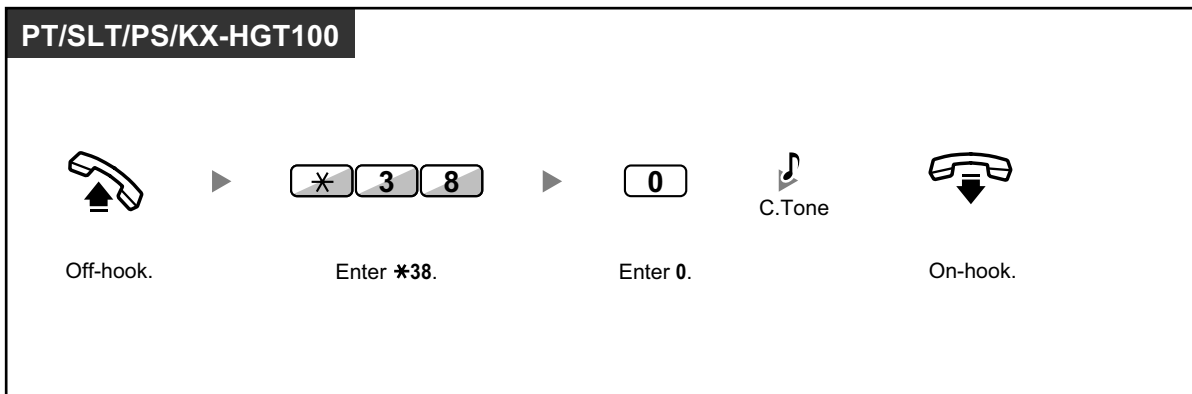 PT/SLT/PS/KX-HGT100
* 3 8 0
C.Tone
Off-hook. Enter *38. Enter 0. On-hook.